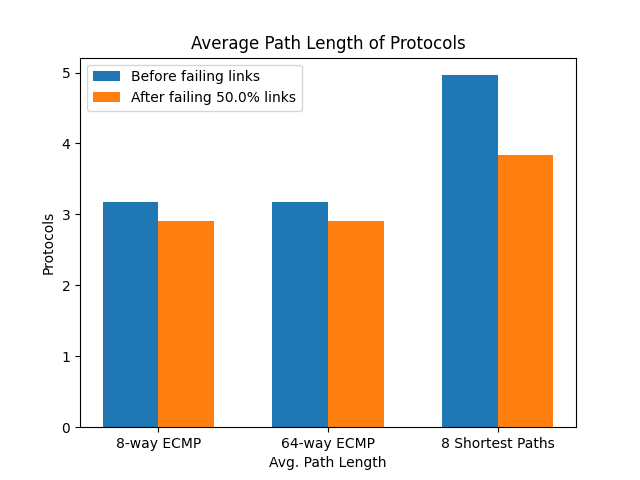 Average Path Length of Protocols
Before failing links
After failing 50.0% links
5
4
3
2
1
0
Protocols
8-way ECMP
64-way ECMP
8 Shortest Paths
Avg. Path Length